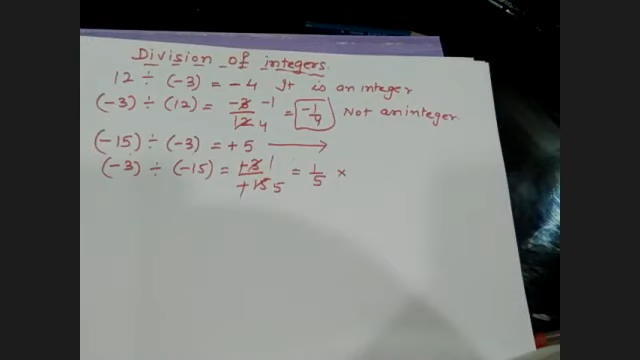 Division of integers.
12 ÷ (-3) = -4 It is an integer
(-3) ÷ (12) = -3/12 -1 4 = -1/4 Not an integer.
(-15) ÷ (-3) = +5 →
(-3) ÷ (-15) = +3/+15 1 5 = 1/5 ×